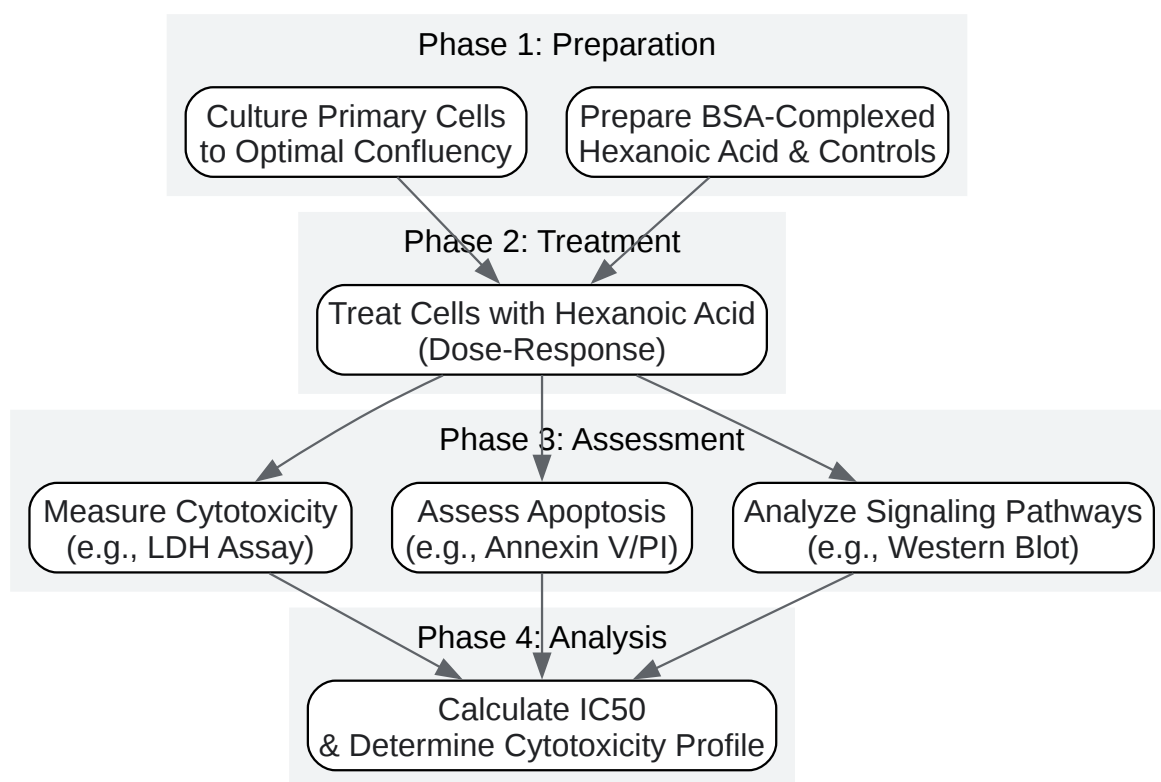 Phase 1: Preparation
Culture Primary Cells
to Optimal Confluency
Prepare BSA-Complexed
Hexanoic Acid & Controls
Phase 2: Treatment
Treat Cells with Hexanoic Acid
(Dose-Response)
Phase 3: Assessment
Measure Cytotoxicity
(e.g., LDH Assay)
Assess Apoptosis
(e.g., Annexin V/PI)
Analyze Signaling Pathways
(e.g., Western Blot)
Phase 4: Analysis
Calculate IC50
& Determine Cytotoxicity Profile